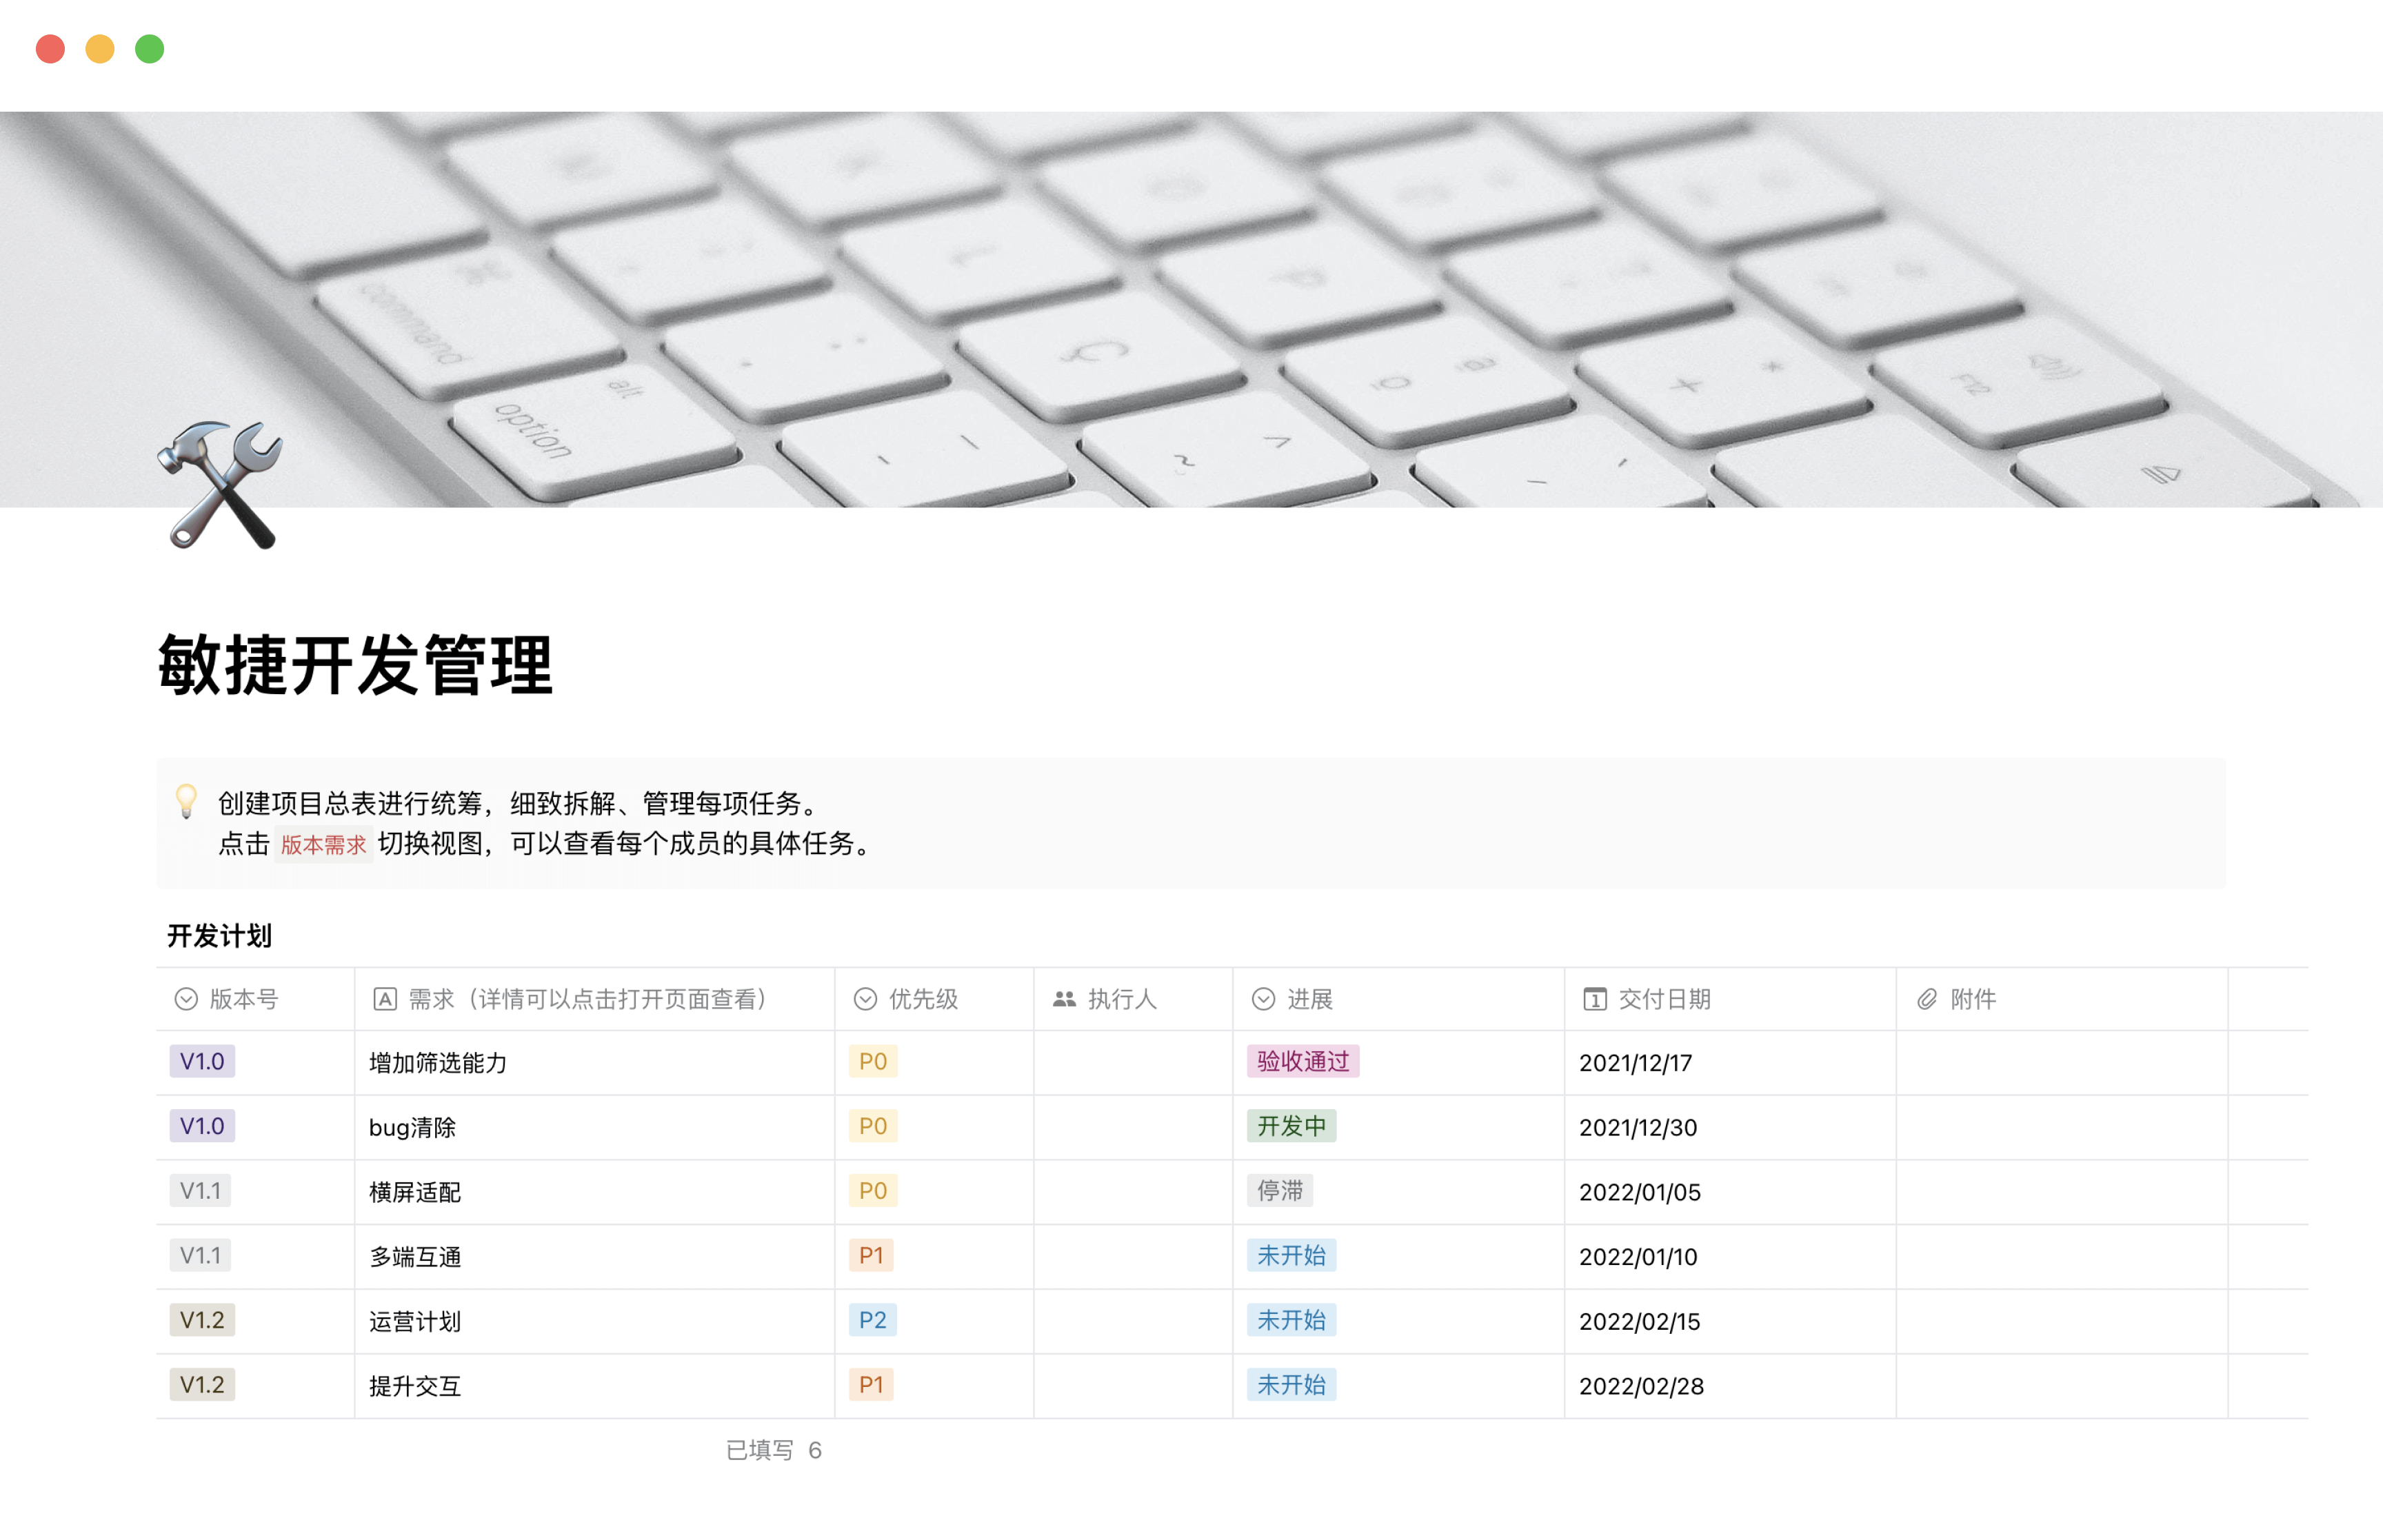 command
alt
option
L
P
Ç
º ª
+ *
F12
~ ^
敏捷开发管理
创建项目总表进行统筹，细致拆解、管理每项任务。
点击 版本需求 切换视图，可以查看每个成员的具体任务。
开发计划
版本号 需求（详情可以点击打开页面查看） 优先级 执行人 进展 交付日期 附件
V1.0 增加筛选能力 P0 验收通过 2021/12/17
V1.0 bug清除 P0 开发中 2021/12/30
V1.1 横屏适配 P0 停滞 2022/01/05
V1.1 多端互通 P1 未开始 2022/01/10
V1.2 运营计划 P2 未开始 2022/02/15
V1.2 提升交互 P1 未开始 2022/02/28
已填写 6